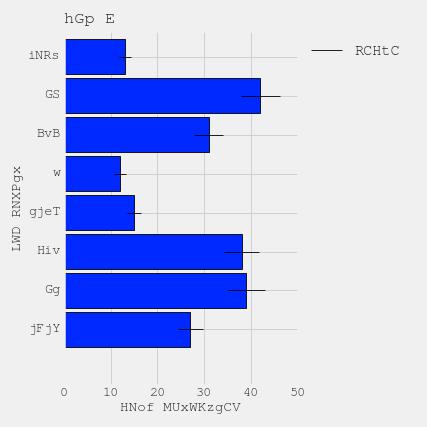 hGp E
RCHtC
iNRs
GS
BvB
w
gjeT
Hiv
Gg
jFjY
LWD RNXPgx
0 10 20 30 40 50
HNof MUxWKzgCV